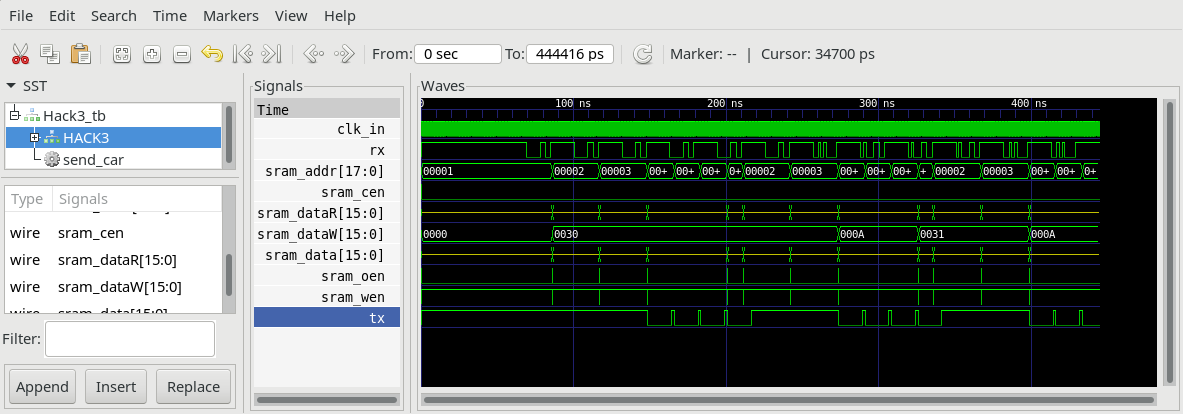 File Edit Search Time Markers View Help
From: 0 sec To: 444416 ps Marker: -- | Cursor: 34700 ps
SST
Hack3_tb
HACK3
send_car
Type Signals
wire sram_cen
wire sram_dataR[15:0]
wire sram_dataW[15:0]
wire sram_data[15:0]
Filter:
Append Insert Replace
Signals
Time
clk_in
rx
sram_addr[17:0]
sram_cen
sram_dataR[15:0]
sram_dataW[15:0]
sram_data[15:0]
sram_oen
sram_wen
tx
Waves
0 100 ns 200 ns 300 ns 400 ns
00001 00002 00003 00+ 00+ 00+ 0+ 00002 00003 00+ 00+ 00+ + 00002 00003 00+ 00+ 0+
0000 0030 000A 0031 000A